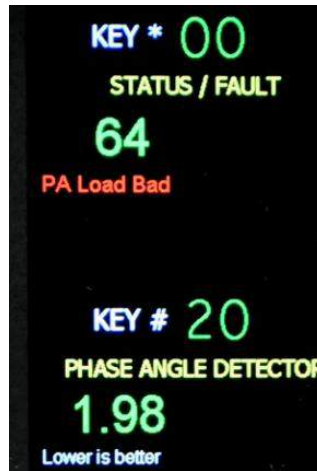 KEY * 00
STATUS / FAULT
64
PA Load Bad
KEY # 20
PHASE ANGLE DETECTOR
1.98
Lower is better